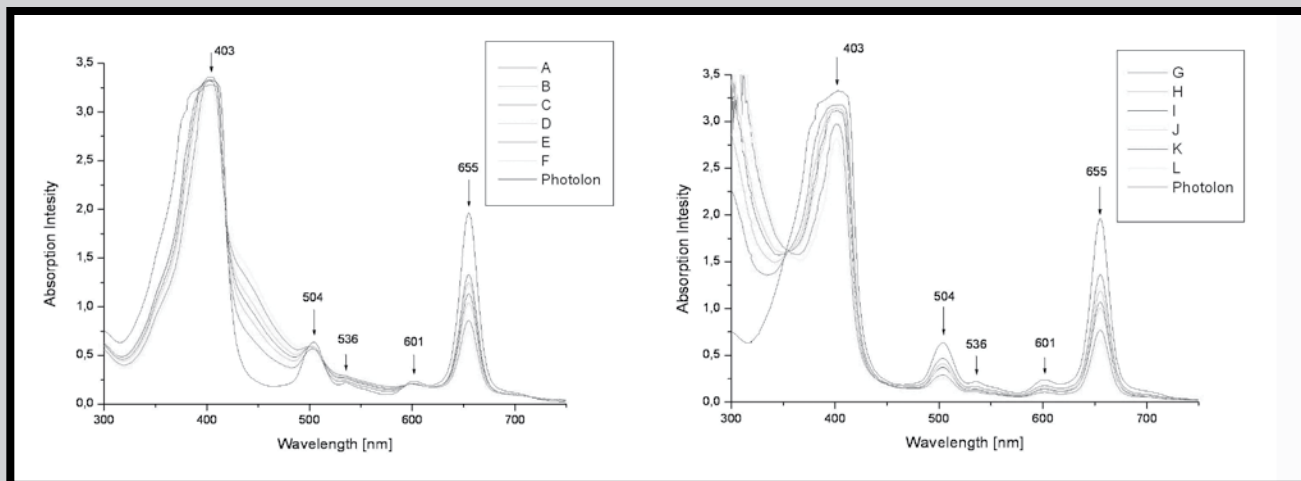 403
3,5
3,0
2,5
2,0
1,5
1,0
0,5
0,0
Absorption Intesity
504
536
601
655
A
B
C
D
E
F
Photolon
300
400
500
600
700
Wavelength [nm]
403
3,5
3,0
2,5
2,0
1,5
1,0
0,5
0,0
Absorption Intesity
504
536
601
655
G
H
I
J
K
L
Photolon
300
400
500
600
700
Wavelength [nm]